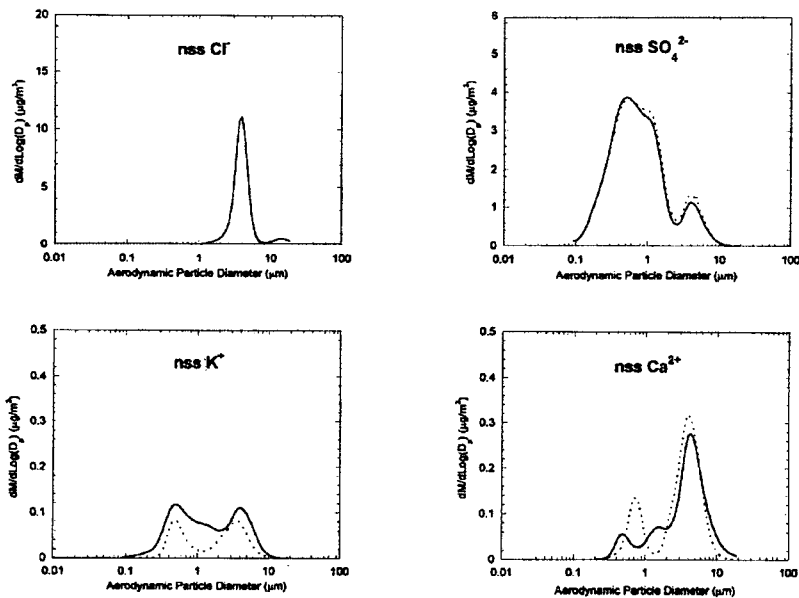 nss Cl⁻
20
15
10
5
0
dM/dLog(Dₚ) (μg/m³)
0.01 0.1 1 10 100
Aerodynamic Particle Diameter (μm)
nss SO₄²⁻
6
5
4
3
2
1
0
dM/dLog(Dₚ) (μg/m³)
0.01 0.1 1 10 100
Aerodynamic Particle Diameter (μm)
nss K⁺
0.5
0.4
0.3
0.2
0.1
0
dM/dLog(Dₚ) (μg/m³)
0.01 0.1 1 10 100
Aerodynamic Particle Diameter (μm)
nss Ca²⁺
0.5
0.4
0.3
0.2
0.1
0
dM/dLog(Dₚ) (μg/m³)
0.01 0.1 1 10 100
Aerodynamic Particle Diameter (μm)